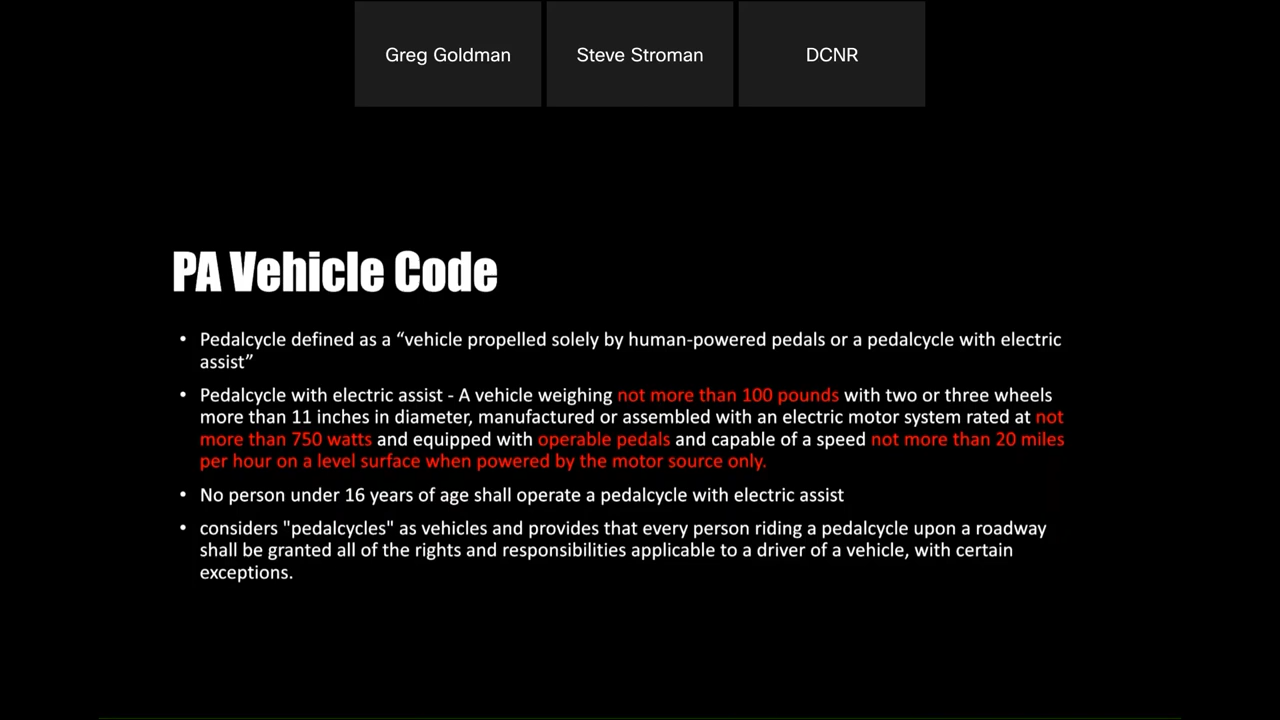 Greg Goldman
Steve Stroman
DCNR
PA Vehicle Code
• Pedalcycle defined as a “vehicle propelled solely by human-powered pedals or a pedalcycle with electric
assist”
• Pedalcycle with electric assist - A vehicle weighing not more than 100 pounds with two or three wheels
more than 11 inches in diameter, manufactured or assembled with an electric motor system rated at not
more than 750 watts and equipped with operable pedals and capable of a speed not more than 20 miles
per hour on a level surface when powered by the motor source only.
• No person under 16 years of age shall operate a pedalcycle with electric assist
• considers "pedalcycles" as vehicles and provides that every person riding a pedalcycle upon a roadway
shall be granted all of the rights and responsibilities applicable to a driver of a vehicle, with certain
exceptions.